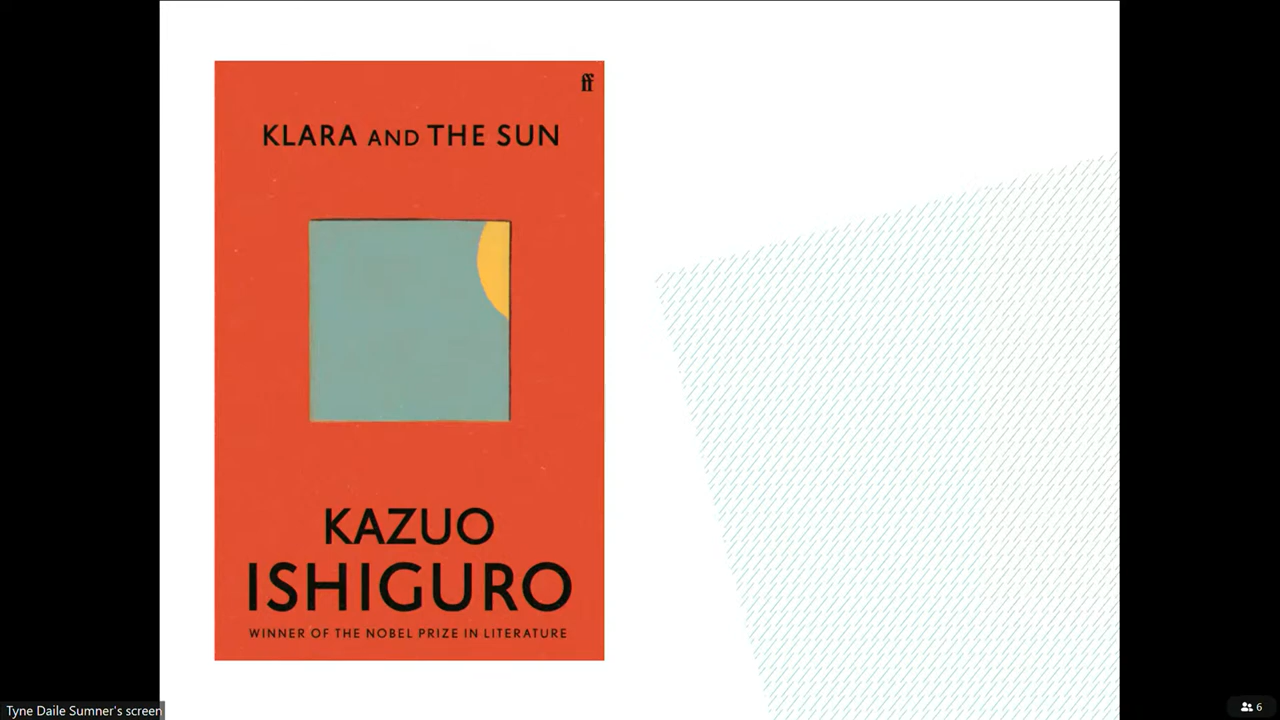 ff
KLARA AND THE SUN
KAZUO
ISHIGURO
WINNER OF THE NOBEL PRIZE IN LITERATURE
Tyne Daile Sumner's screen
6